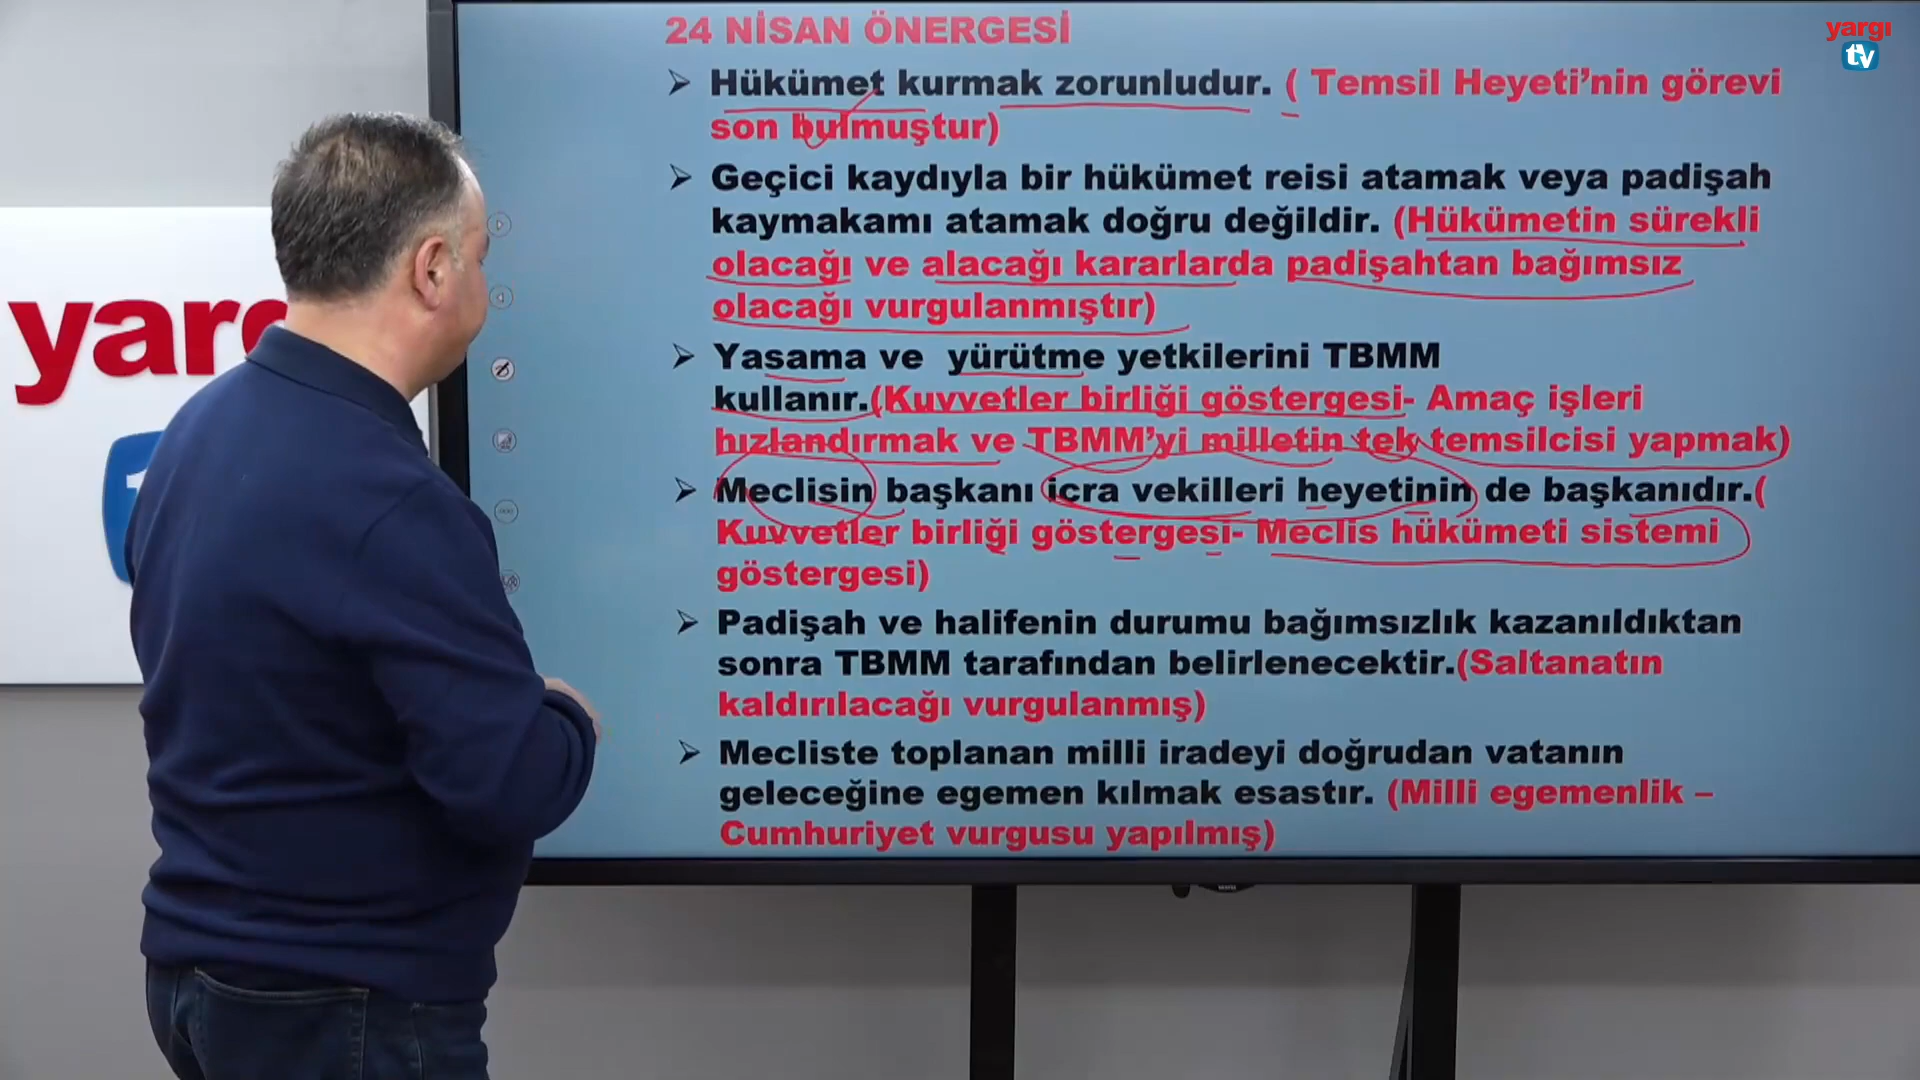 yargı
tv
24 NİSAN ÖNERGESİ
➤ Hükümet kurmak zorunludur. ( Temsil Heyeti’nin görevi
son bulmuştur)
➤ Geçici kaydıyla bir hükümet reisi atamak veya padişah
kaymakamı atamak doğru değildir. (Hükümetin sürekli
olacağı ve alacağı kararlarda padişahtan bağımsız
olacağı vurgulanmıştır)
➤ Yasama ve yürütme yetkilerini TBMM
kullanır.(Kuvvetler birliği göstergesi- Amaç işleri
hızlandırmak ve TBMM’yi milletin tek temsilcisi yapmak)
➤ Meclisin başkanı icra vekilleri heyetinin de başkanıdır.(
Kuvvetler birliği göstergesi- Meclis hükümeti sistemi
göstergesi)
➤ Padişah ve halifenin durumu bağımsızlık kazanıldıktan
sonra TBMM tarafından belirlenecektir.(Saltanatın
kaldırılacağı vurgulanmış)
➤ Mecliste toplanan milli iradeyi doğrudan vatanın
geleceğine egemen kılmak esastır. (Milli egemenlik –
Cumhuriyet vurgusu yapılmış)